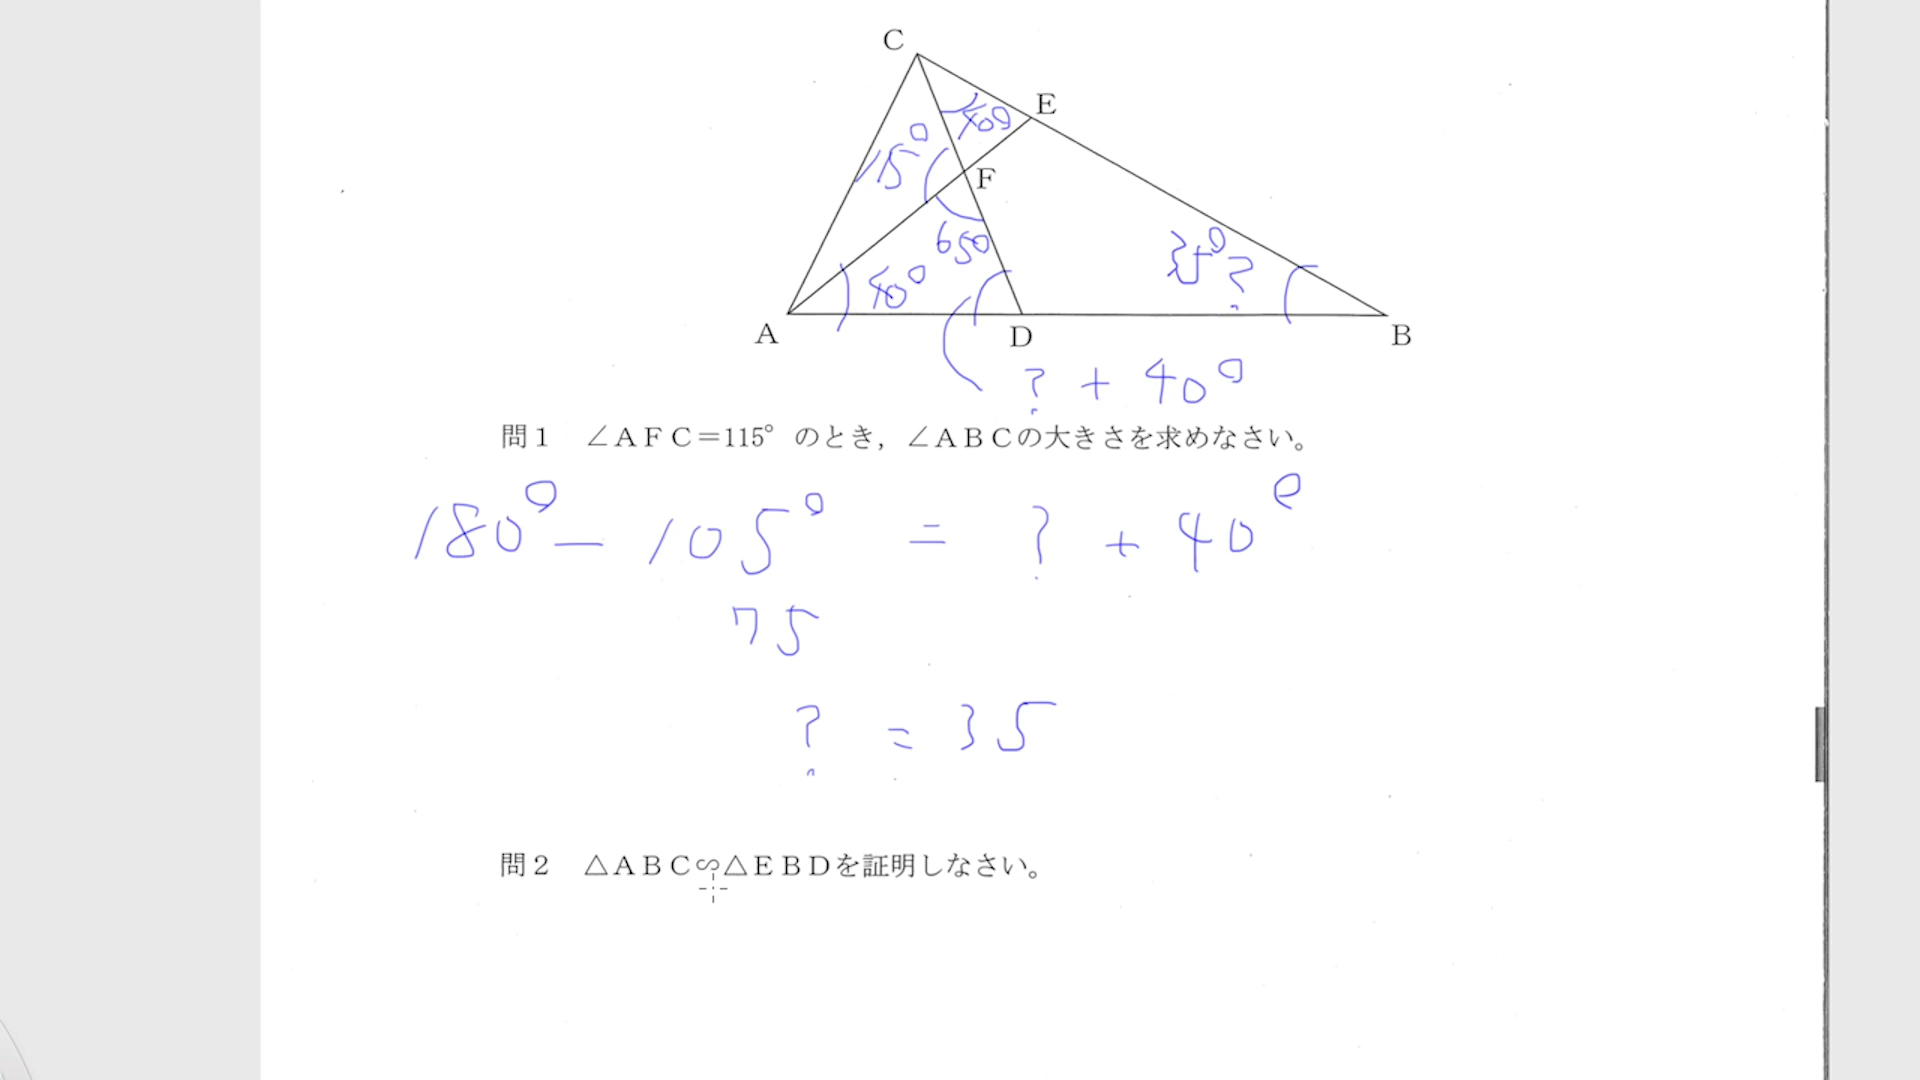 C
E
40°
115°
F
65°
40°
35°
?
A
D
B
? + 40°
問1 ∠AFC=115° のとき,∠ABCの大きさを求めなさい。
180° - 105° = ? + 40°
75
? = 35
問2 △ABC∽△EBDを証明しなさい。